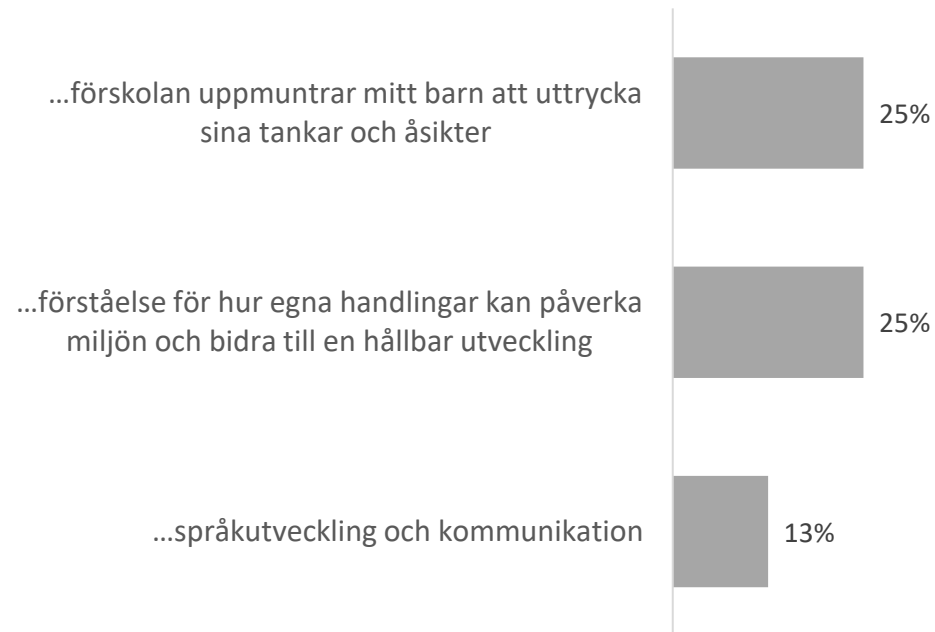 ...förskolan uppmuntrar mitt barn att uttrycka
sina tankar och åsikter
25%
...förståelse för hur egna handlingar kan påverka
miljön och bidra till en hållbar utveckling
25%
...språkutveckling och kommunikation
13%